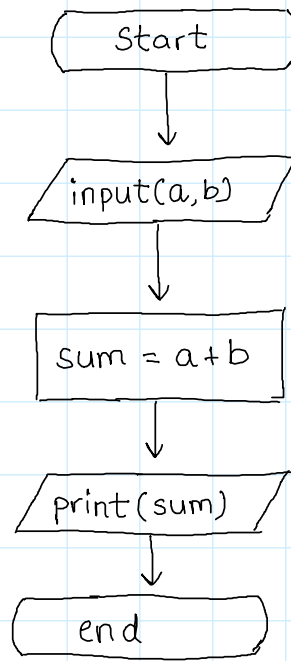 Start
input(a,b)
sum = a+b
print(sum)
end